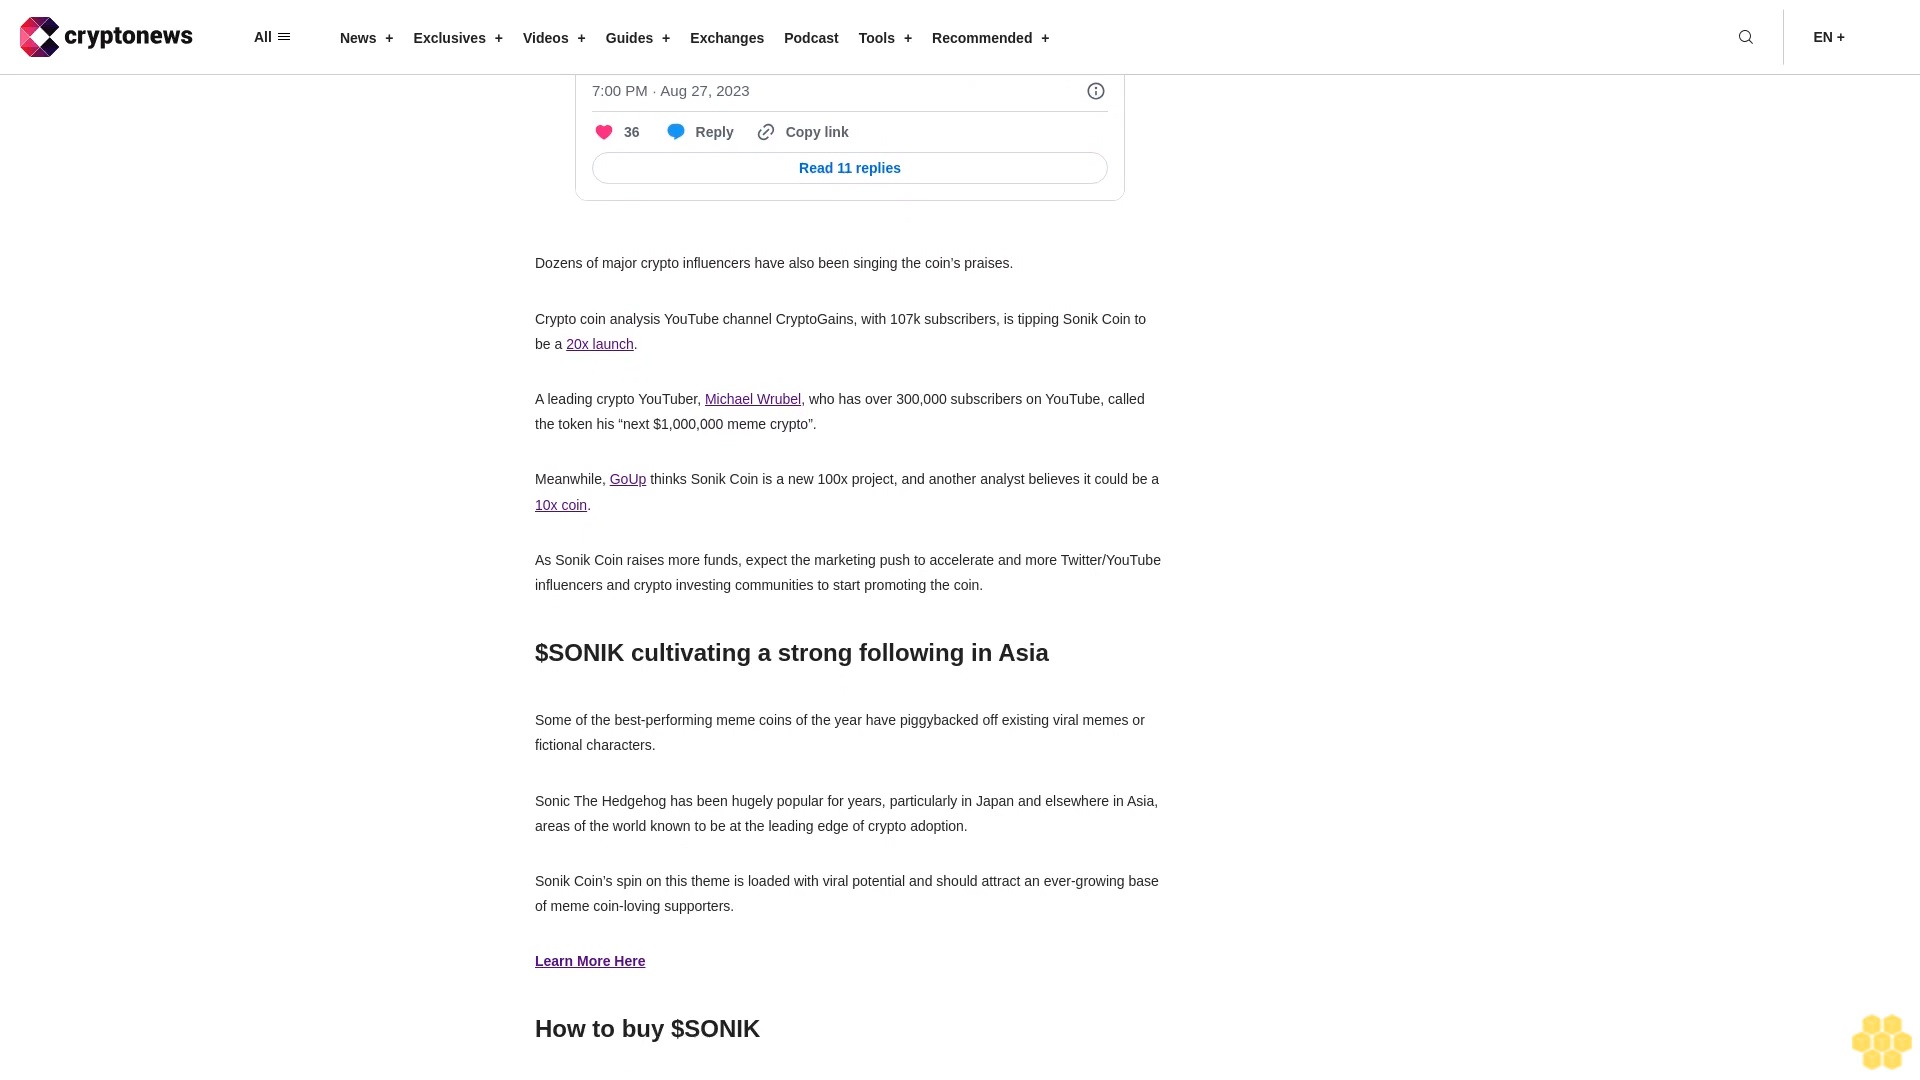 cryptonews
All
News +
Exclusives +
Videos +
Guides +
Exchanges
Podcast
Tools +
Recommended +
EN +
7:00 PM · Aug 27, 2023
36
Reply
Copy link
Read 11 replies
Dozens of major crypto influencers have also been singing the coin’s praises.
Crypto coin analysis YouTube channel CryptoGains, with 107k subscribers, is tipping Sonik Coin to
be a 20x launch.
A leading crypto YouTuber, Michael Wrubel, who has over 300,000 subscribers on YouTube, called
the token his “next $1,000,000 meme crypto”.
Meanwhile, GoUp thinks Sonik Coin is a new 100x project, and another analyst believes it could be a
10x coin.
As Sonik Coin raises more funds, expect the marketing push to accelerate and more Twitter/YouTube
influencers and crypto investing communities to start promoting the coin.
$SONIK cultivating a strong following in Asia
Some of the best-performing meme coins of the year have piggybacked off existing viral memes or
fictional characters.
Sonic The Hedgehog has been hugely popular for years, particularly in Japan and elsewhere in Asia,
areas of the world known to be at the leading edge of crypto adoption.
Sonik Coin’s spin on this theme is loaded with viral potential and should attract an ever-growing base
of meme coin-loving supporters.
Learn More Here
How to buy $SONIK